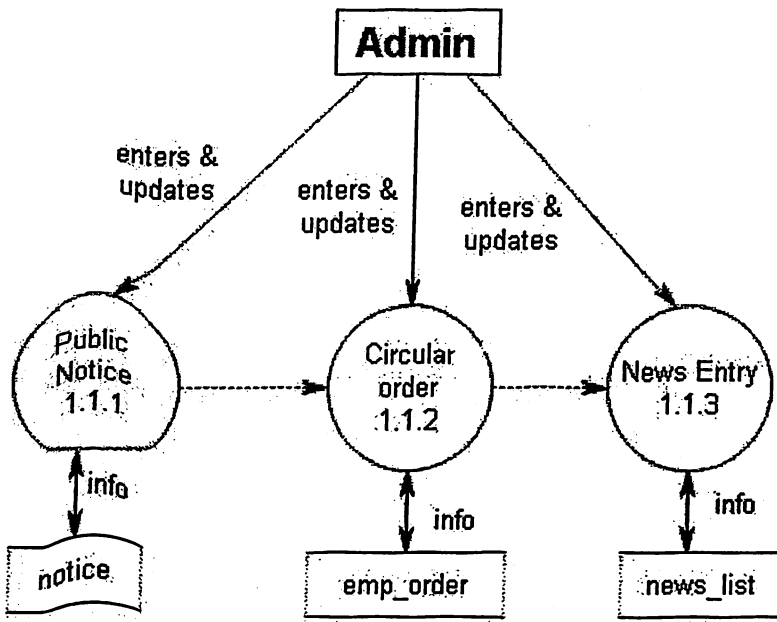 Admin
enters &
updates
enters &
updates
enters &
updates
Public
Notice
1.1.1
Circular
order
1.1.2
News Entry
1.1.3
info
info
info
notice
emp_order
news_list